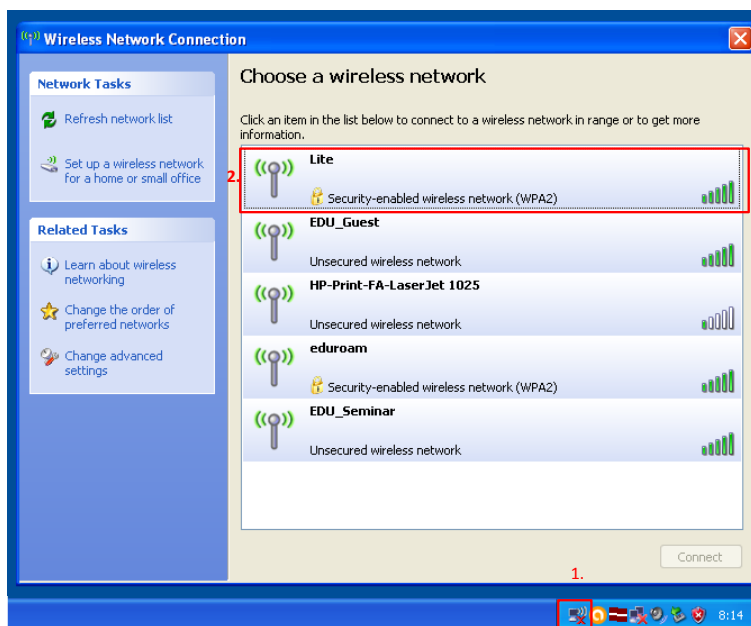 Wireless Network Connection
Network Tasks
Refresh network list
Set up a wireless network
for a home or small office
Related Tasks
Learn about wireless
networking
Change the order of
preferred networks
Change advanced
settings
Choose a wireless network
Click an item in the list below to connect to a wireless network in range or to get more
information.
2.
Lite
Security-enabled wireless network (WPA2)
EDU_Guest
Unsecured wireless network
HP-Print-FA-LaserJet 1025
Unsecured wireless network
eduroam
Security-enabled wireless network (WPA2)
EDU_Seminar
Unsecured wireless network
Connect
1.
8:14